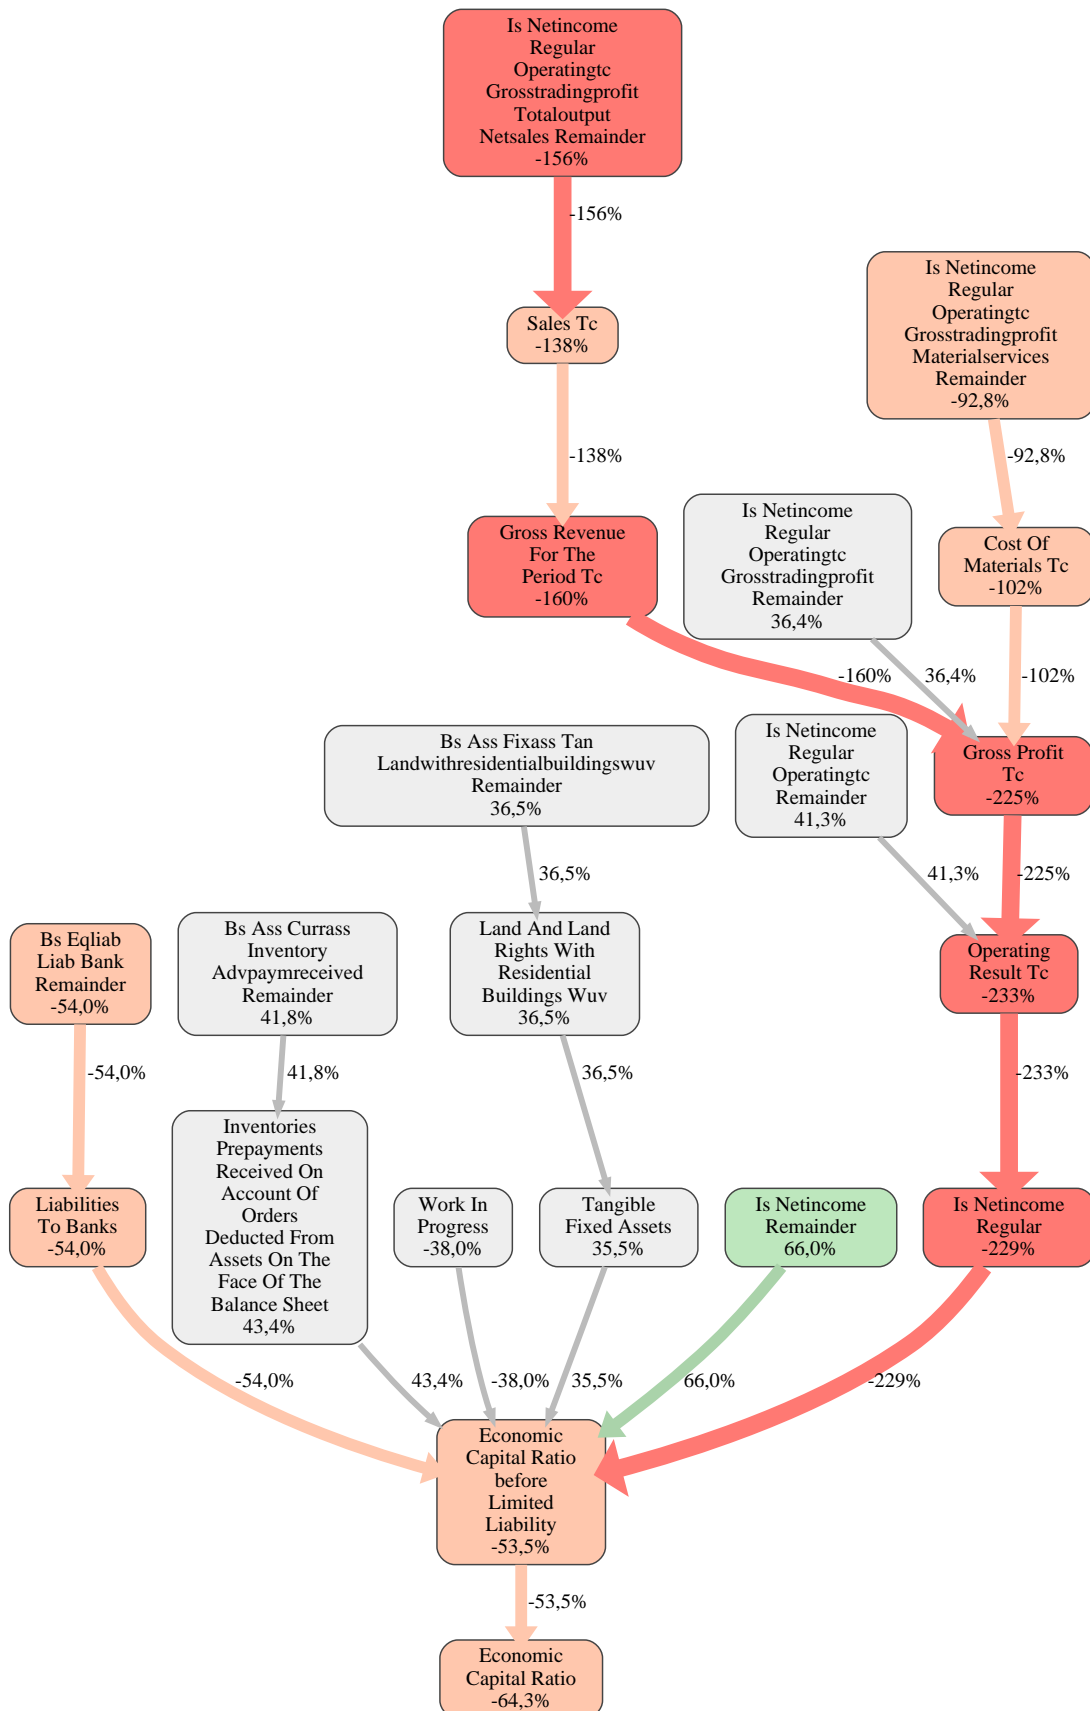 Is Netincome
Regular
Operatingtc
Grosstradingprofit
Totaloutput
Netsales Remainder
-156%
-156%
Is Netincome
Regular
Operatingtc
Grosstradingprofit
Materialservices
Remainder
-92,8%
Sales Tc
-138%
-138%
-92,8%
Gross Revenue
For The
Period Tc
-160%
Is Netincome
Regular
Operatingtc
Grosstradingprofit
Remainder
36,4%
Cost Of
Materials Tc
-102%
-160%
36,4%
-102%
Bs Ass Fixass Tan
Landwithresidentialbuildingswuv
Remainder
36,5%
Is Netincome
Regular
Operatingtc
Remainder
41,3%
Gross Profit
Tc
-225%
36,5%
41,3%
-225%
Bs Eqliab
Liab Bank
Remainder
-54,0%
Bs Ass Currass
Inventory
Advpaymreceived
Remainder
41,8%
Land And Land
Rights With
Residential
Buildings Wuv
36,5%
Operating
Result Tc
-233%
-54,0%
41,8%
36,5%
-233%
Liabilities
To Banks
-54,0%
Inventories
Prepayments
Received On
Account Of
Orders
Deducted From
Assets On The
Face Of The
Balance Sheet
43,4%
Work In
Progress
-38,0%
Tangible
Fixed Assets
35,5%
Is Netincome
Remainder
66,0%
Is Netincome
Regular
-229%
-54,0%
43,4%
-38,0%
35,5%
66,0%
-229%
Economic
Capital Ratio
before
Limited
Liability
-53,5%
-53,5%
Economic
Capital Ratio
-64,3%